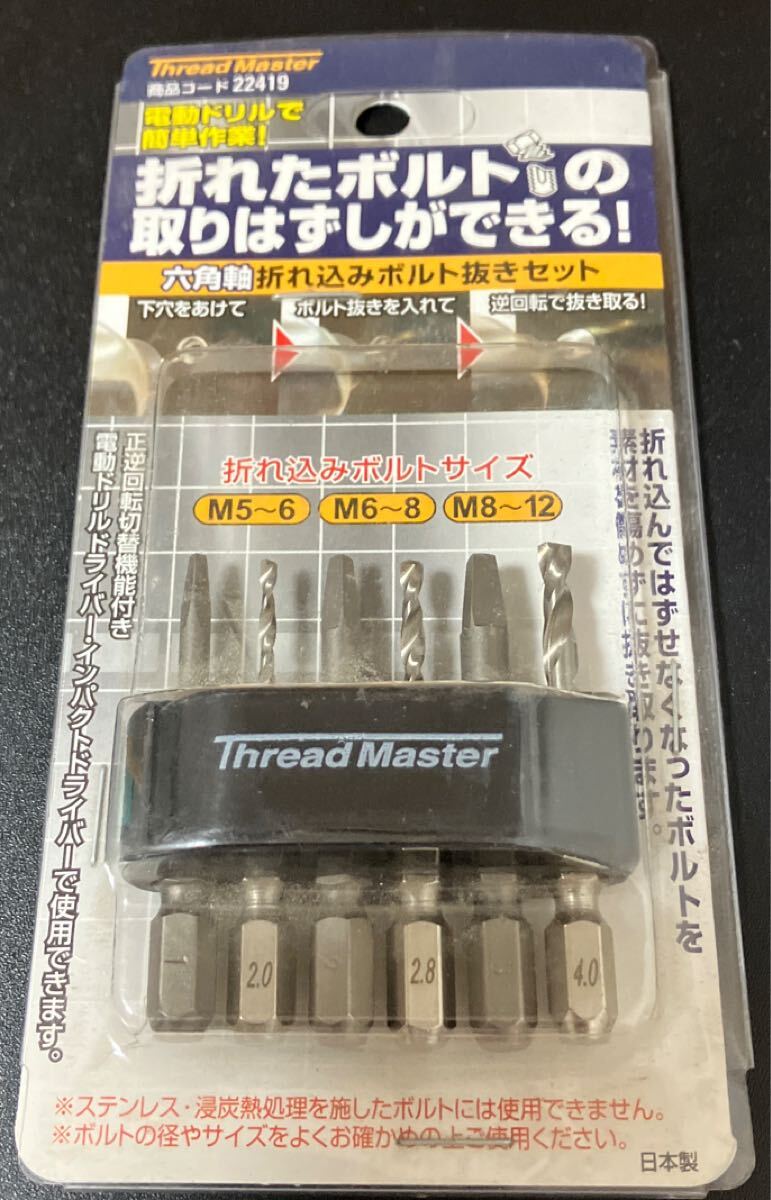 Thread Master
商品コード 22419
電動ドリルで
簡単作業!
折れたボルトの
取りはずしができる!
六角軸折れ込みボルト抜きセット
下穴をあけて
ボルト抜きを入れて
逆回転で抜き取る!
折れ込みボルトサイズ
M5~6
M6~8
M8~12
折れ込んではずせなくなったボルトを
素材を傷めずに抜き取ります。
正逆回転切替機能付き
電動ドリルドライバー・インパクトドライバーで使用できます。
Thread Master
2.0
2.8
4.0
※ステンレス・浸炭熱処理を施したボルトには使用できません。
※ボルトの径やサイズをよくお確かめの上ご使用ください。
日本製